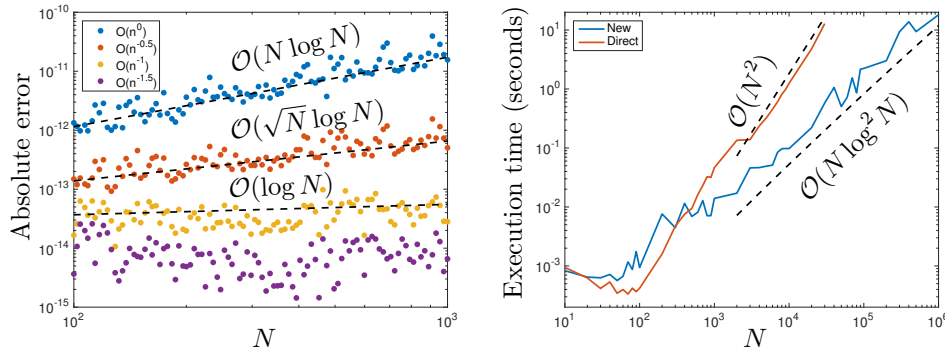 Absolute error
10^-10
10^-11
10^-12
10^-13
10^-14
10^-15
O(n^0)
O(n^-0.5)
O(n^-1)
O(n^-1.5)
𝒪(N log N)
𝒪(√N log N)
𝒪(log N)
10^2
10^3
N
Execution time (seconds)
10^1
10^0
10^-1
10^-2
10^-3
New
Direct
𝒪(N^2)
𝒪(N log^2 N)
10^1
10^2
10^3
10^4
10^5
10^6
N